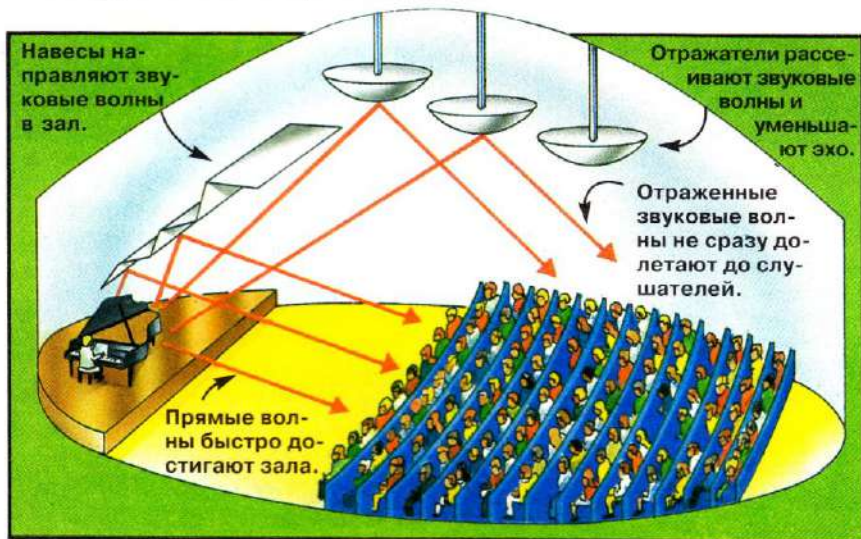 Навесы на-
правляют зву-
ковые волны
в зал.
Отражатели рассе-
ивают звуковые
волны и
уменьша-
ют эхо.
Отраженные
звуковые вол-
ны не сразу до-
летают до слу-
шателей.
Прямые вол-
ны быстро до-
стигают зала.